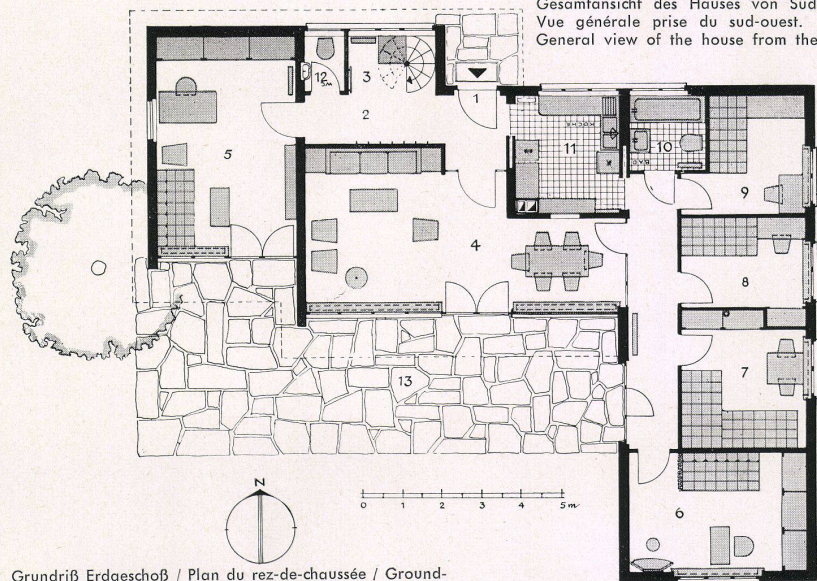 Gesamtansicht des Hauses von Süd
Vue générale prise du sud-ouest.
General view of the house from the
12
3
1
2
5
11
10
9
4
8
13
7
6
N
0 1 2 3 4 5 m
Grundriß Erdgeschoß / Plan du rez-de-chaussée / Ground-